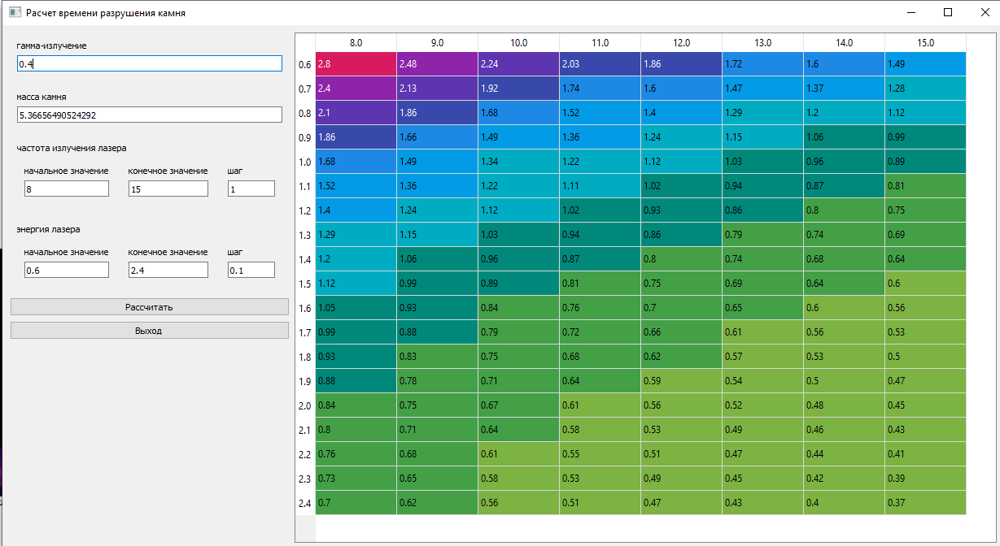 Расчет времени разрушения камня
гамма-излучение
0.4
масса камня
5.36656490524292
частота излучения лазера
начальное значение конечное значение шаг
8 15 1
энергия лазера
начальное значение конечное значение шаг
0.6 2.4 0.1
Рассчитать
Выход
8.0 9.0 10.0 11.0 12.0 13.0 14.0 15.0
0.6 2.8 2.48 2.24 2.03 1.86 1.72 1.6 1.49
0.7 2.4 2.13 1.92 1.74 1.6 1.47 1.37 1.28
0.8 2.1 1.86 1.68 1.52 1.4 1.29 1.2 1.12
0.9 1.86 1.66 1.49 1.36 1.24 1.15 1.06 0.99
1.0 1.68 1.49 1.34 1.22 1.12 1.03 0.96 0.89
1.1 1.52 1.36 1.22 1.11 1.02 0.94 0.87 0.81
1.2 1.4 1.24 1.12 1.02 0.93 0.86 0.8 0.75
1.3 1.29 1.15 1.03 0.94 0.86 0.79 0.74 0.69
1.4 1.2 1.06 0.96 0.87 0.8 0.74 0.68 0.64
1.5 1.12 0.99 0.89 0.81 0.75 0.69 0.64 0.6
1.6 1.05 0.93 0.84 0.76 0.7 0.65 0.6 0.56
1.7 0.99 0.88 0.79 0.72 0.66 0.61 0.56 0.53
1.8 0.93 0.83 0.75 0.68 0.62 0.57 0.53 0.5
1.9 0.88 0.78 0.71 0.64 0.59 0.54 0.5 0.47
2.0 0.84 0.75 0.67 0.61 0.56 0.52 0.48 0.45
2.1 0.8 0.71 0.64 0.58 0.53 0.49 0.46 0.43
2.2 0.76 0.68 0.61 0.55 0.51 0.47 0.44 0.41
2.3 0.73 0.65 0.58 0.53 0.49 0.45 0.42 0.39
2.4 0.7 0.62 0.56 0.51 0.47 0.43 0.4 0.37